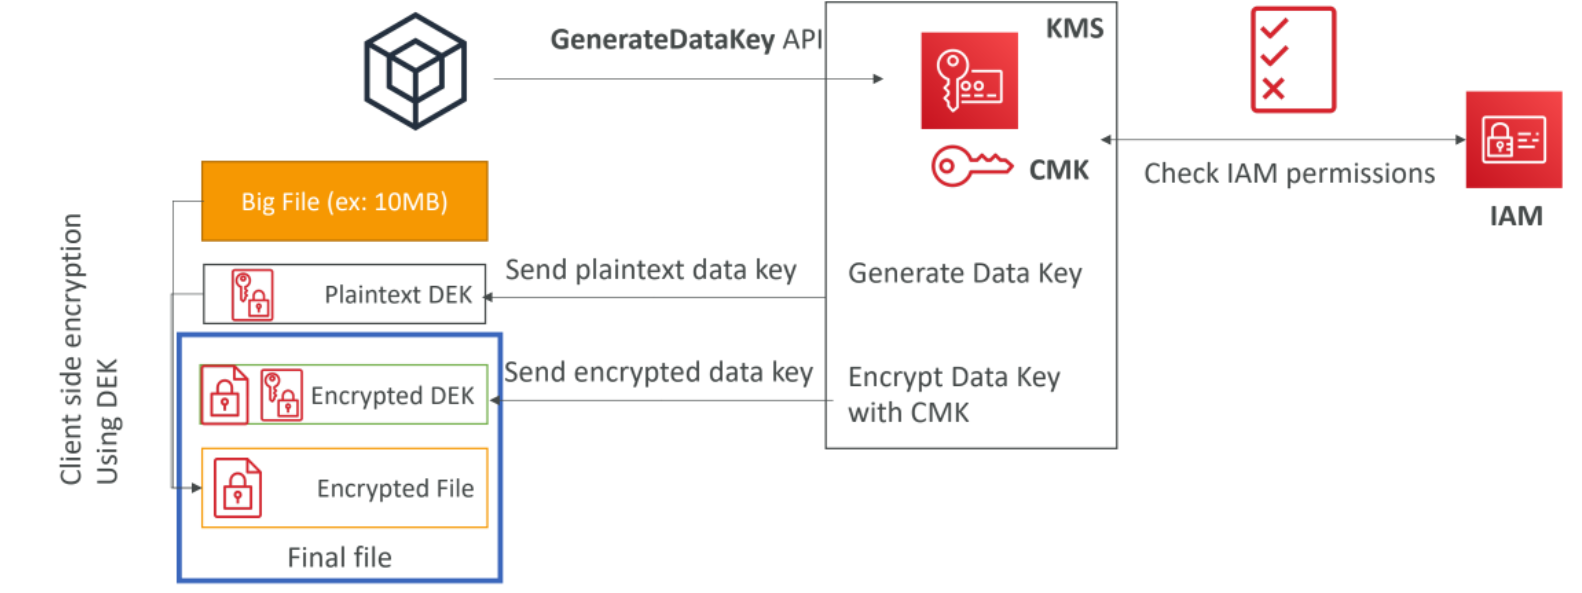 GenerateDataKey API
KMS
CMK
Check IAM permissions
IAM
Big File (ex: 10MB)
Send plaintext data key
Generate Data Key
Plaintext DEK
Send encrypted data key
Encrypt Data Key
with CMK
Encrypted DEK
Encrypted File
Final file
Client side encryption
Using DEK